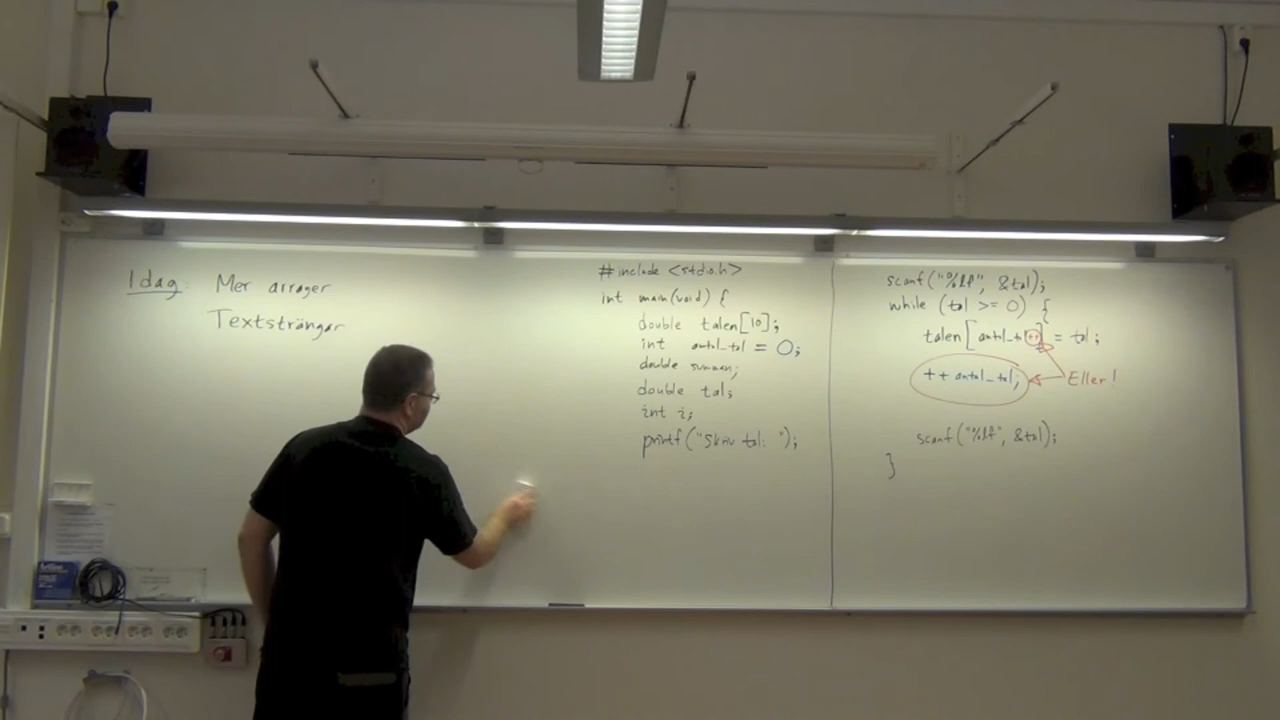 Idag: Mer arrayer
Textsträngar
#include <stdio.h>
int main(void) {
double talen[10];
int antal_tal = 0;
double summan;
double tal;
int i;
printf("Skriv tal: ");
scanf("%lf", &tal);
while (tal >= 0) {
talen[antal_tal++] = tal;
++antal_tal;
Eller!
scanf("%lf", &tal);
}